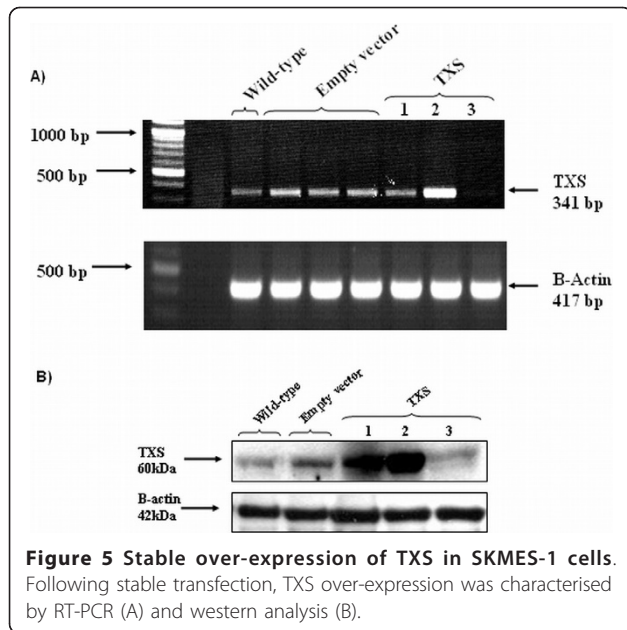 A)
Wild-type
Empty vector
TXS
1 2 3
1000 bp
500 bp
TXS
341 bp
500 bp
B-Actin
417 bp
B)
Wild-type
Empty vector
TXS
1 2 3
TXS
60kDa
B-actin
42kDa
Figure 5 Stable over-expression of TXS in SKMES-1 cells.
Following stable transfection, TXS over-expression was characterised
by RT-PCR (A) and western analysis (B).